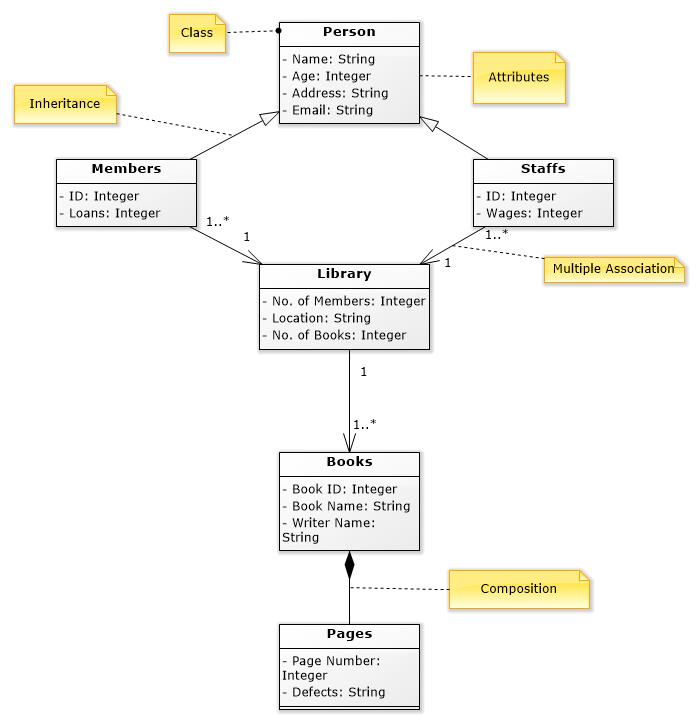 Class
Person
- Name: String
- Age: Integer
- Address: String
- Email: String
Attributes
Inheritance
Members
- ID: Integer
- Loans: Integer
Staffs
- ID: Integer
- Wages: Integer
1..*
1
1..*
1
Multiple Association
Library
- No. of Members: Integer
- Location: String
- No. of Books: Integer
1
1..*
Books
- Book ID: Integer
- Book Name: String
- Writer Name:
String
Composition
Pages
- Page Number:
Integer
- Defects: String